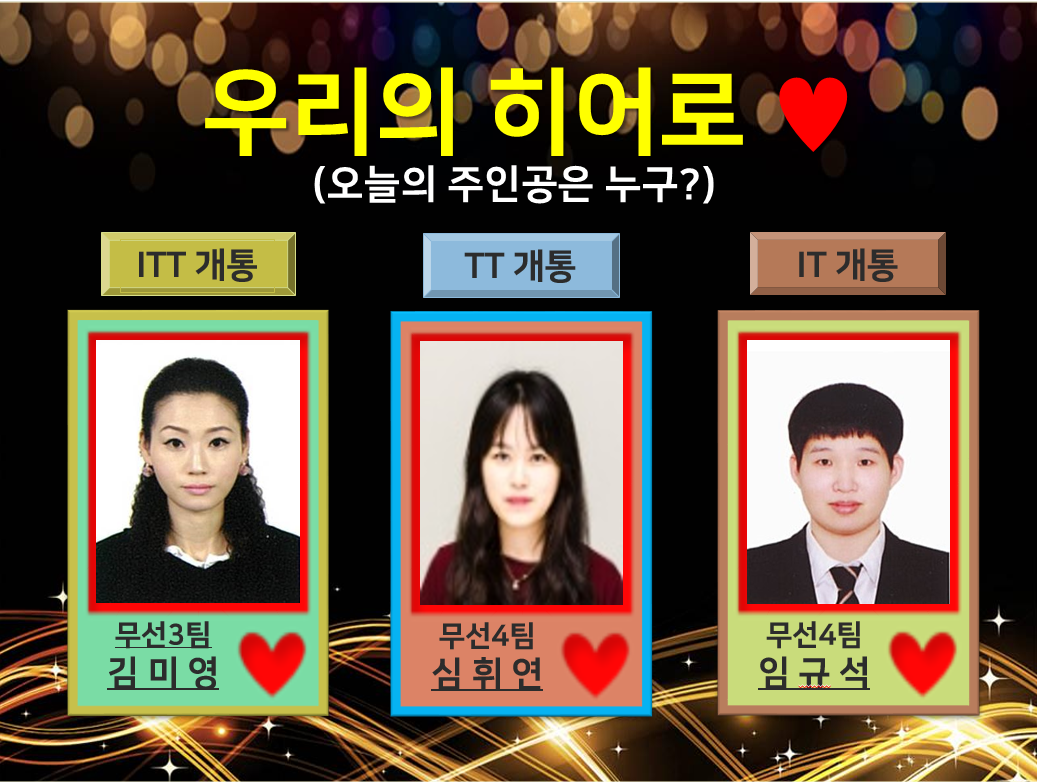 우리의 히어로
(오늘의 주인공은 누구?)
ITT 개통
TT 개통
IT 개통
무선3팀
김 미 영
무선4팀
심 휘 연
무선4팀
임 규 석